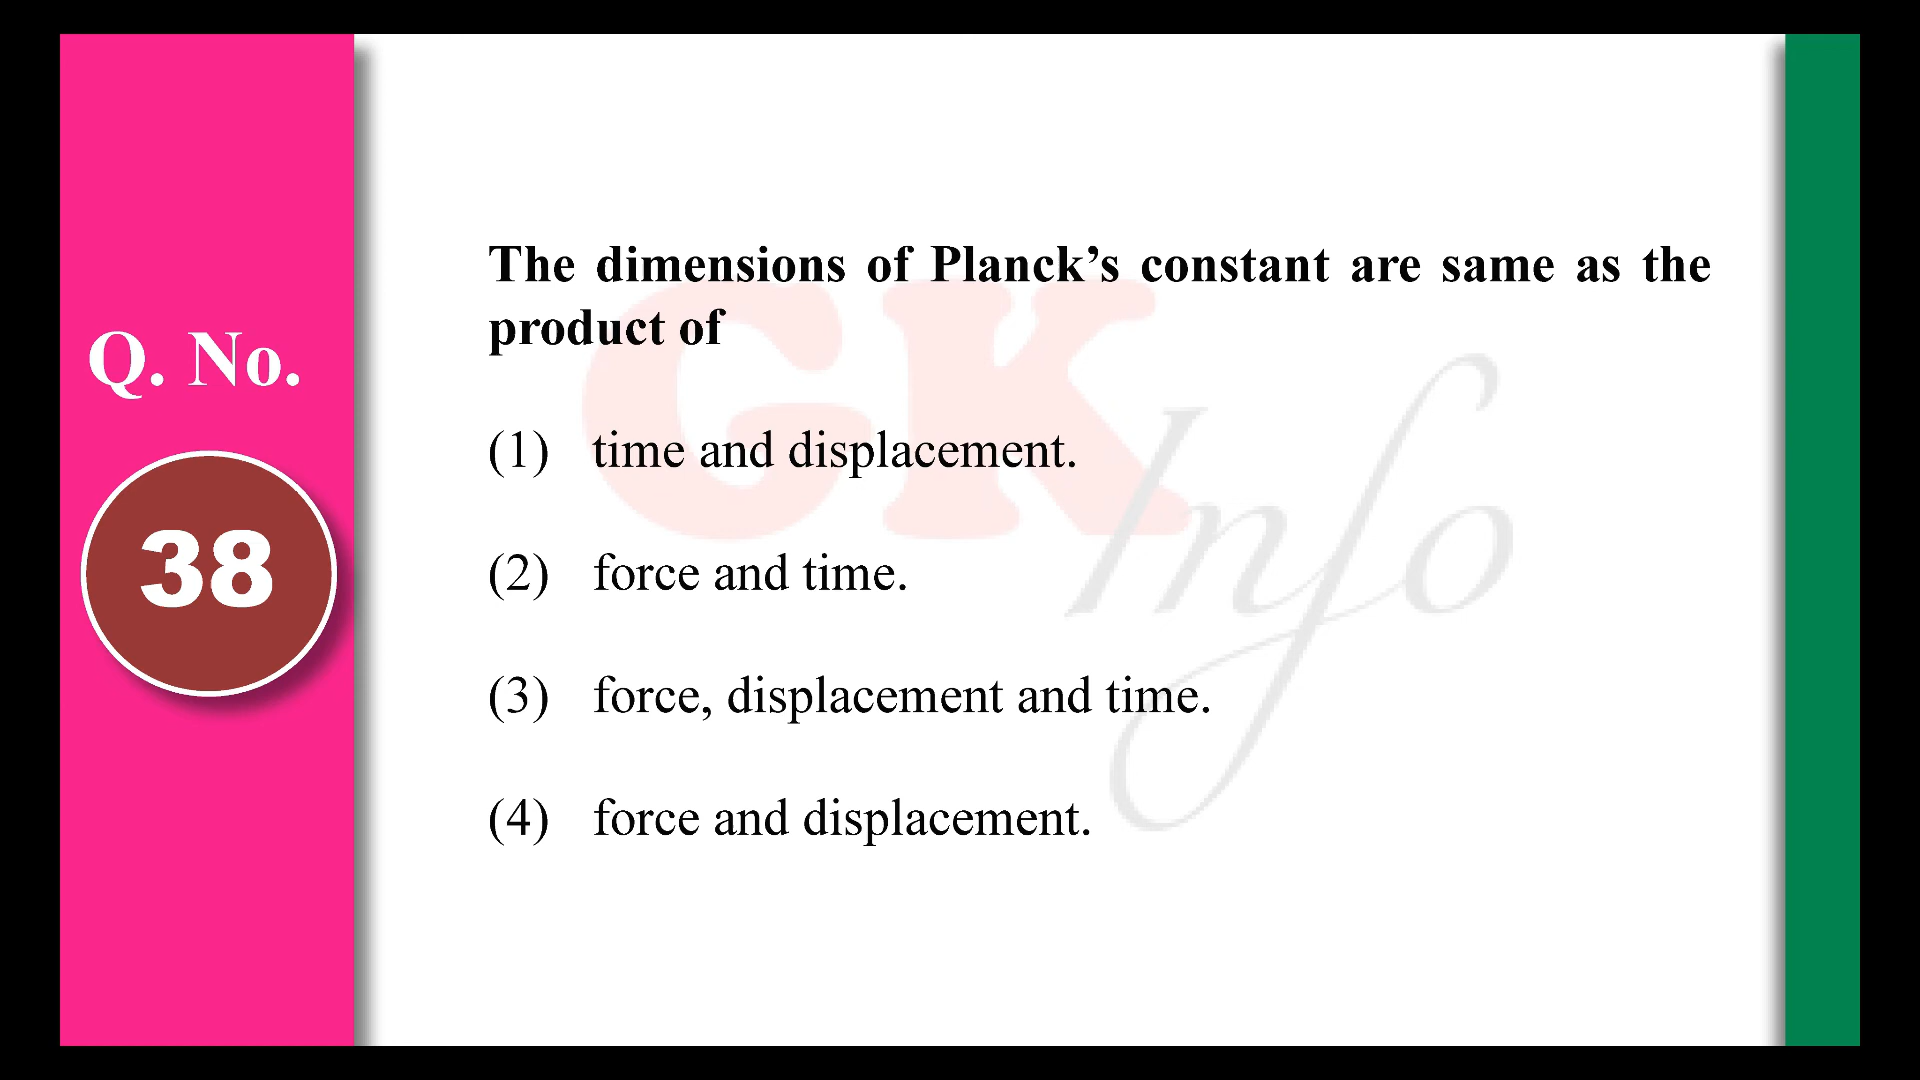 Q. No.
38
The dimensions of Planck’s constant are same as the
product of
(1) time and displacement.
(2) force and time.
(3) force, displacement and time.
(4) force and displacement.
GK
Info